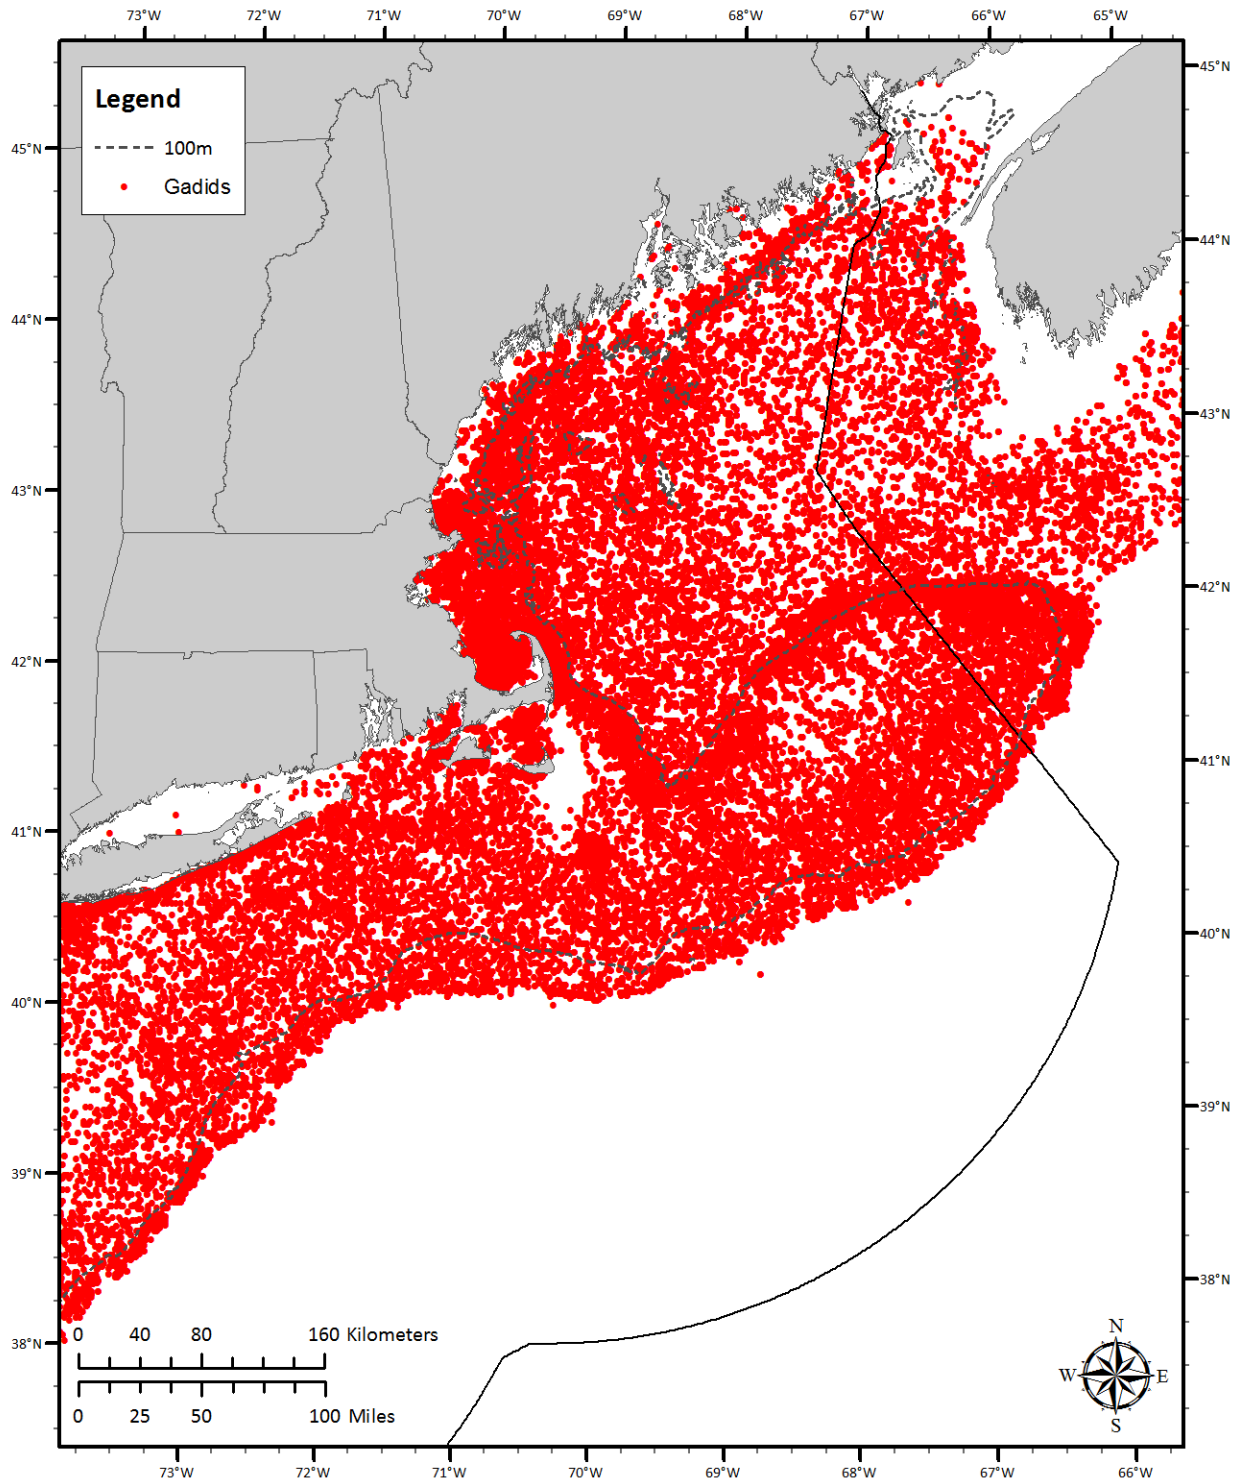 73°W 72°W 71°W 70°W 69°W 68°W 67°W 66°W 65°W
Legend
100m
Gadids
45°N
44°N
43°N
42°N
41°N
40°N
39°N
38°N
45°N
44°N
43°N
42°N
41°N
40°N
39°N
38°N
0 40 80 160 Kilometers
0 25 50 100 Miles
N
W E
S
73°W 72°W 71°W 70°W 69°W 68°W 67°W 66°W